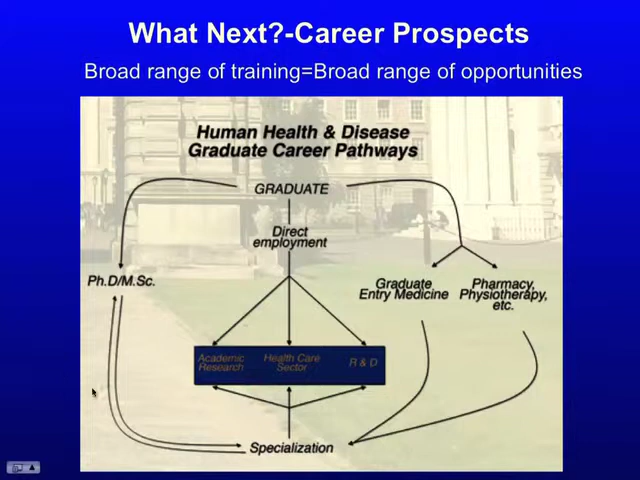 What Next?-Career Prospects
Broad range of training=Broad range of opportunities
Human Health & Disease
Graduate Career Pathways
GRADUATE
Direct
employment
Ph.D/M.Sc.
Graduate
Entry Medicine
Pharmacy,
Physiotherapy,
etc.
Academic
Research
Health Care
Sector
R & D
Specialization